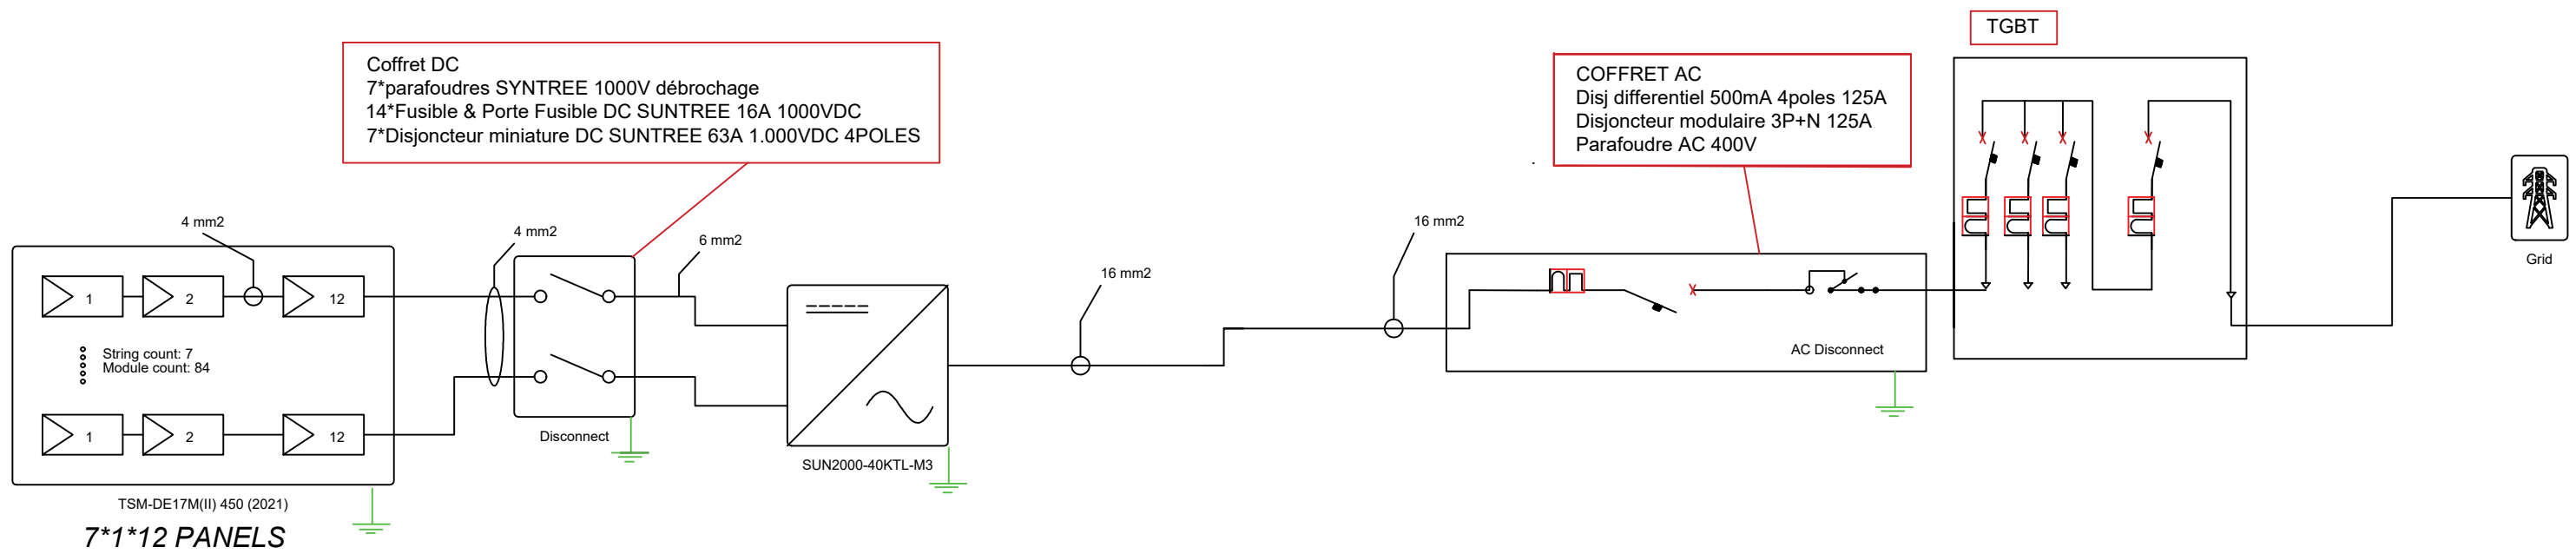 TGBT
Coffret DC
7*parafoudres SYNTREE 1000V débrochage
14*Fusible & Porte Fusible DC SUNTREE 16A 1000VDC
7*Disjoncteur miniature DC SUNTREE 63A 1.000VDC 4POLES
COFFRET AC
Disj differentiel 500mA 4poles 125A
Disjoncteur modulaire 3P+N 125A
Parafoudre AC 400V
4 mm2
4 mm2
6 mm2
16 mm2
16 mm2
1
2
12
String count: 7
Module count: 84
1
2
12
Disconnect
SUN2000-40KTL-M3
AC Disconnect
Grid
TSM-DE17M(II) 450 (2021)
7*1*12 PANELS